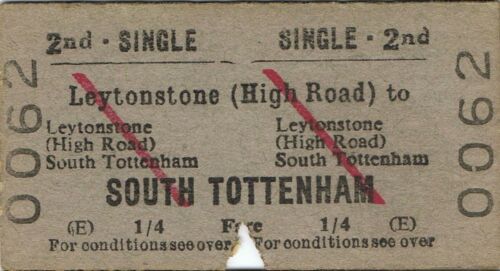 2nd · SINGLE SINGLE · 2nd
Leytonstone (High Road) to
Leytonstone Leytonstone
(High Road) (High Road)
South Tottenham South Tottenham
SOUTH TOTTENHAM
(E) 1/4 Fare 1/4 (E)
For conditions see over For conditions see over
0062
0062